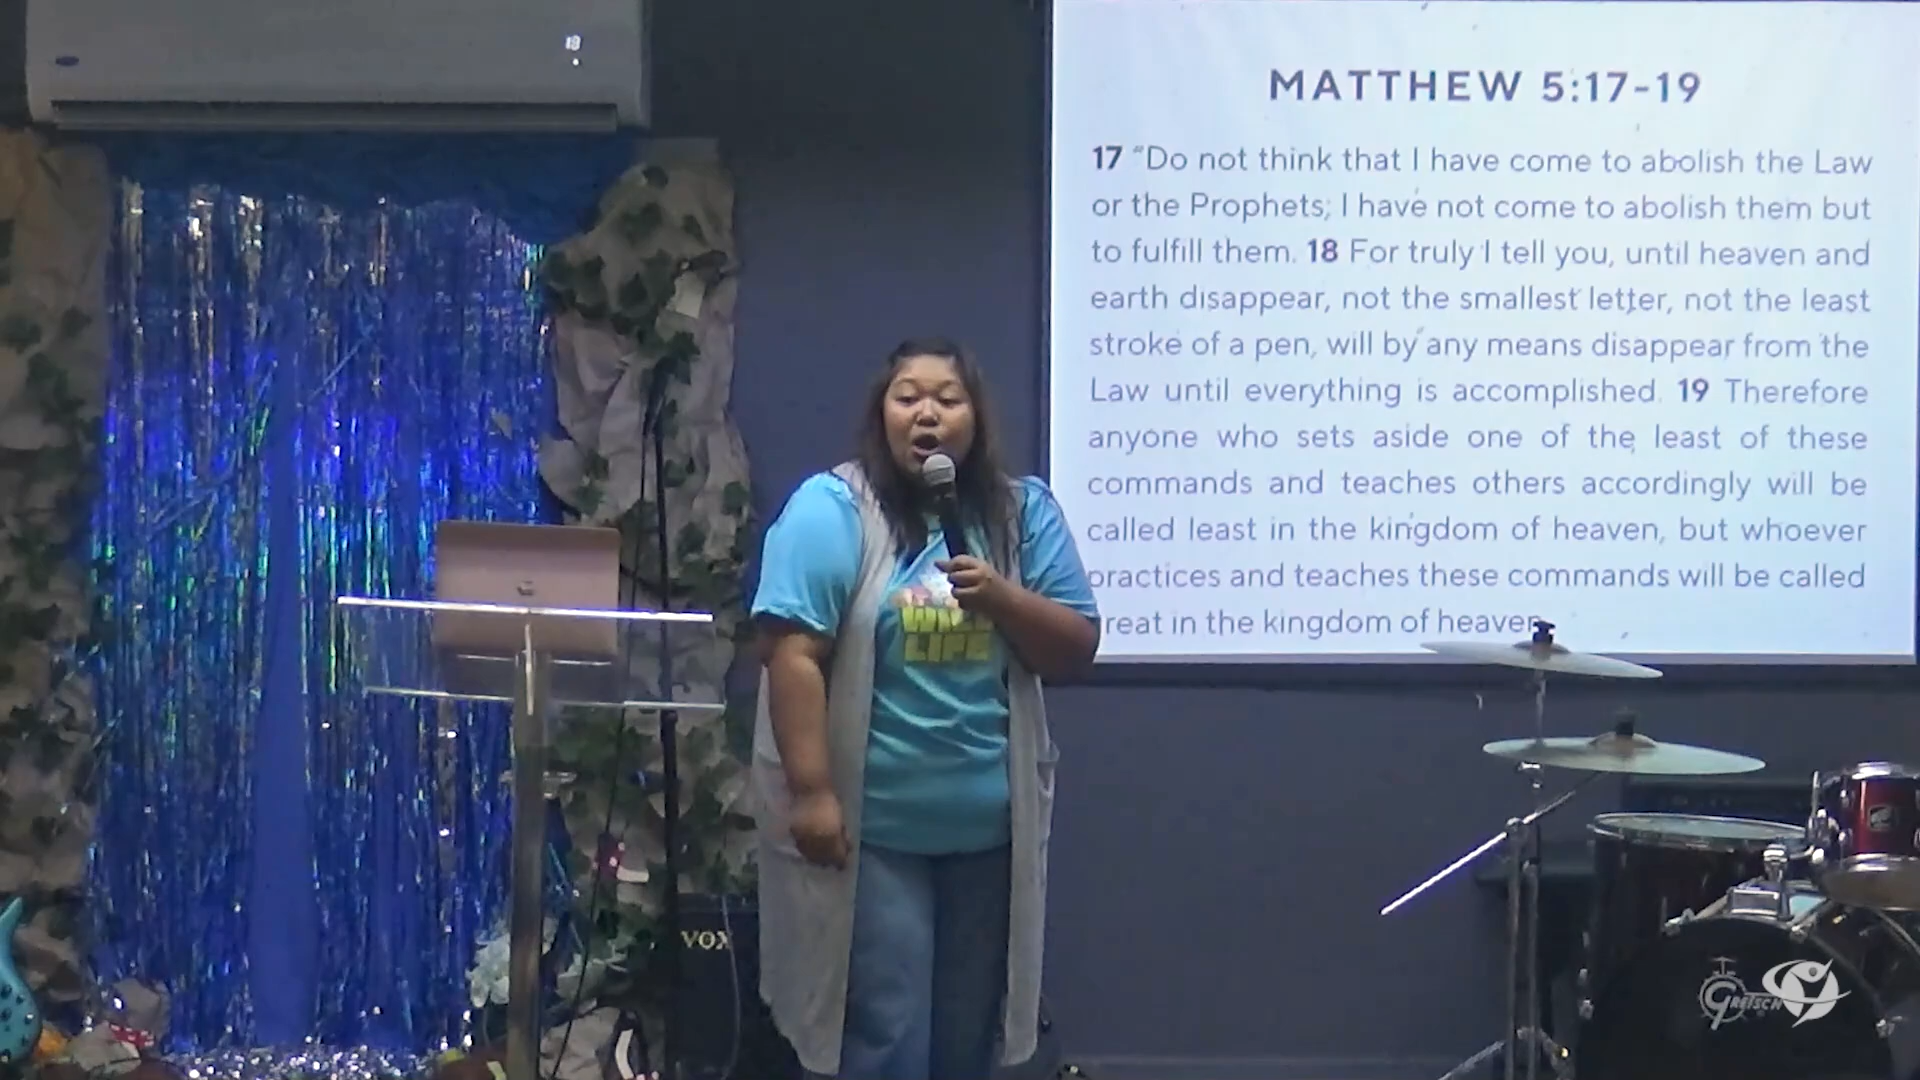 18
MATTHEW 5:17-19
17 "Do not think that I have come to abolish the Law
or the Prophets; I have not come to abolish them but
to fulfill them. 18 For truly I tell you, until heaven and
earth disappear, not the smallest letter, not the least
stroke of a pen, will by any means disappear from the
Law until everything is accomplished. 19 Therefore
anyone who sets aside one of the least of these
commands and teaches others accordingly will be
called least in the kingdom of heaven, but whoever
practices and teaches these commands will be called
reat in the kingdom of heaven
LIFE
VOX
GRETSCH